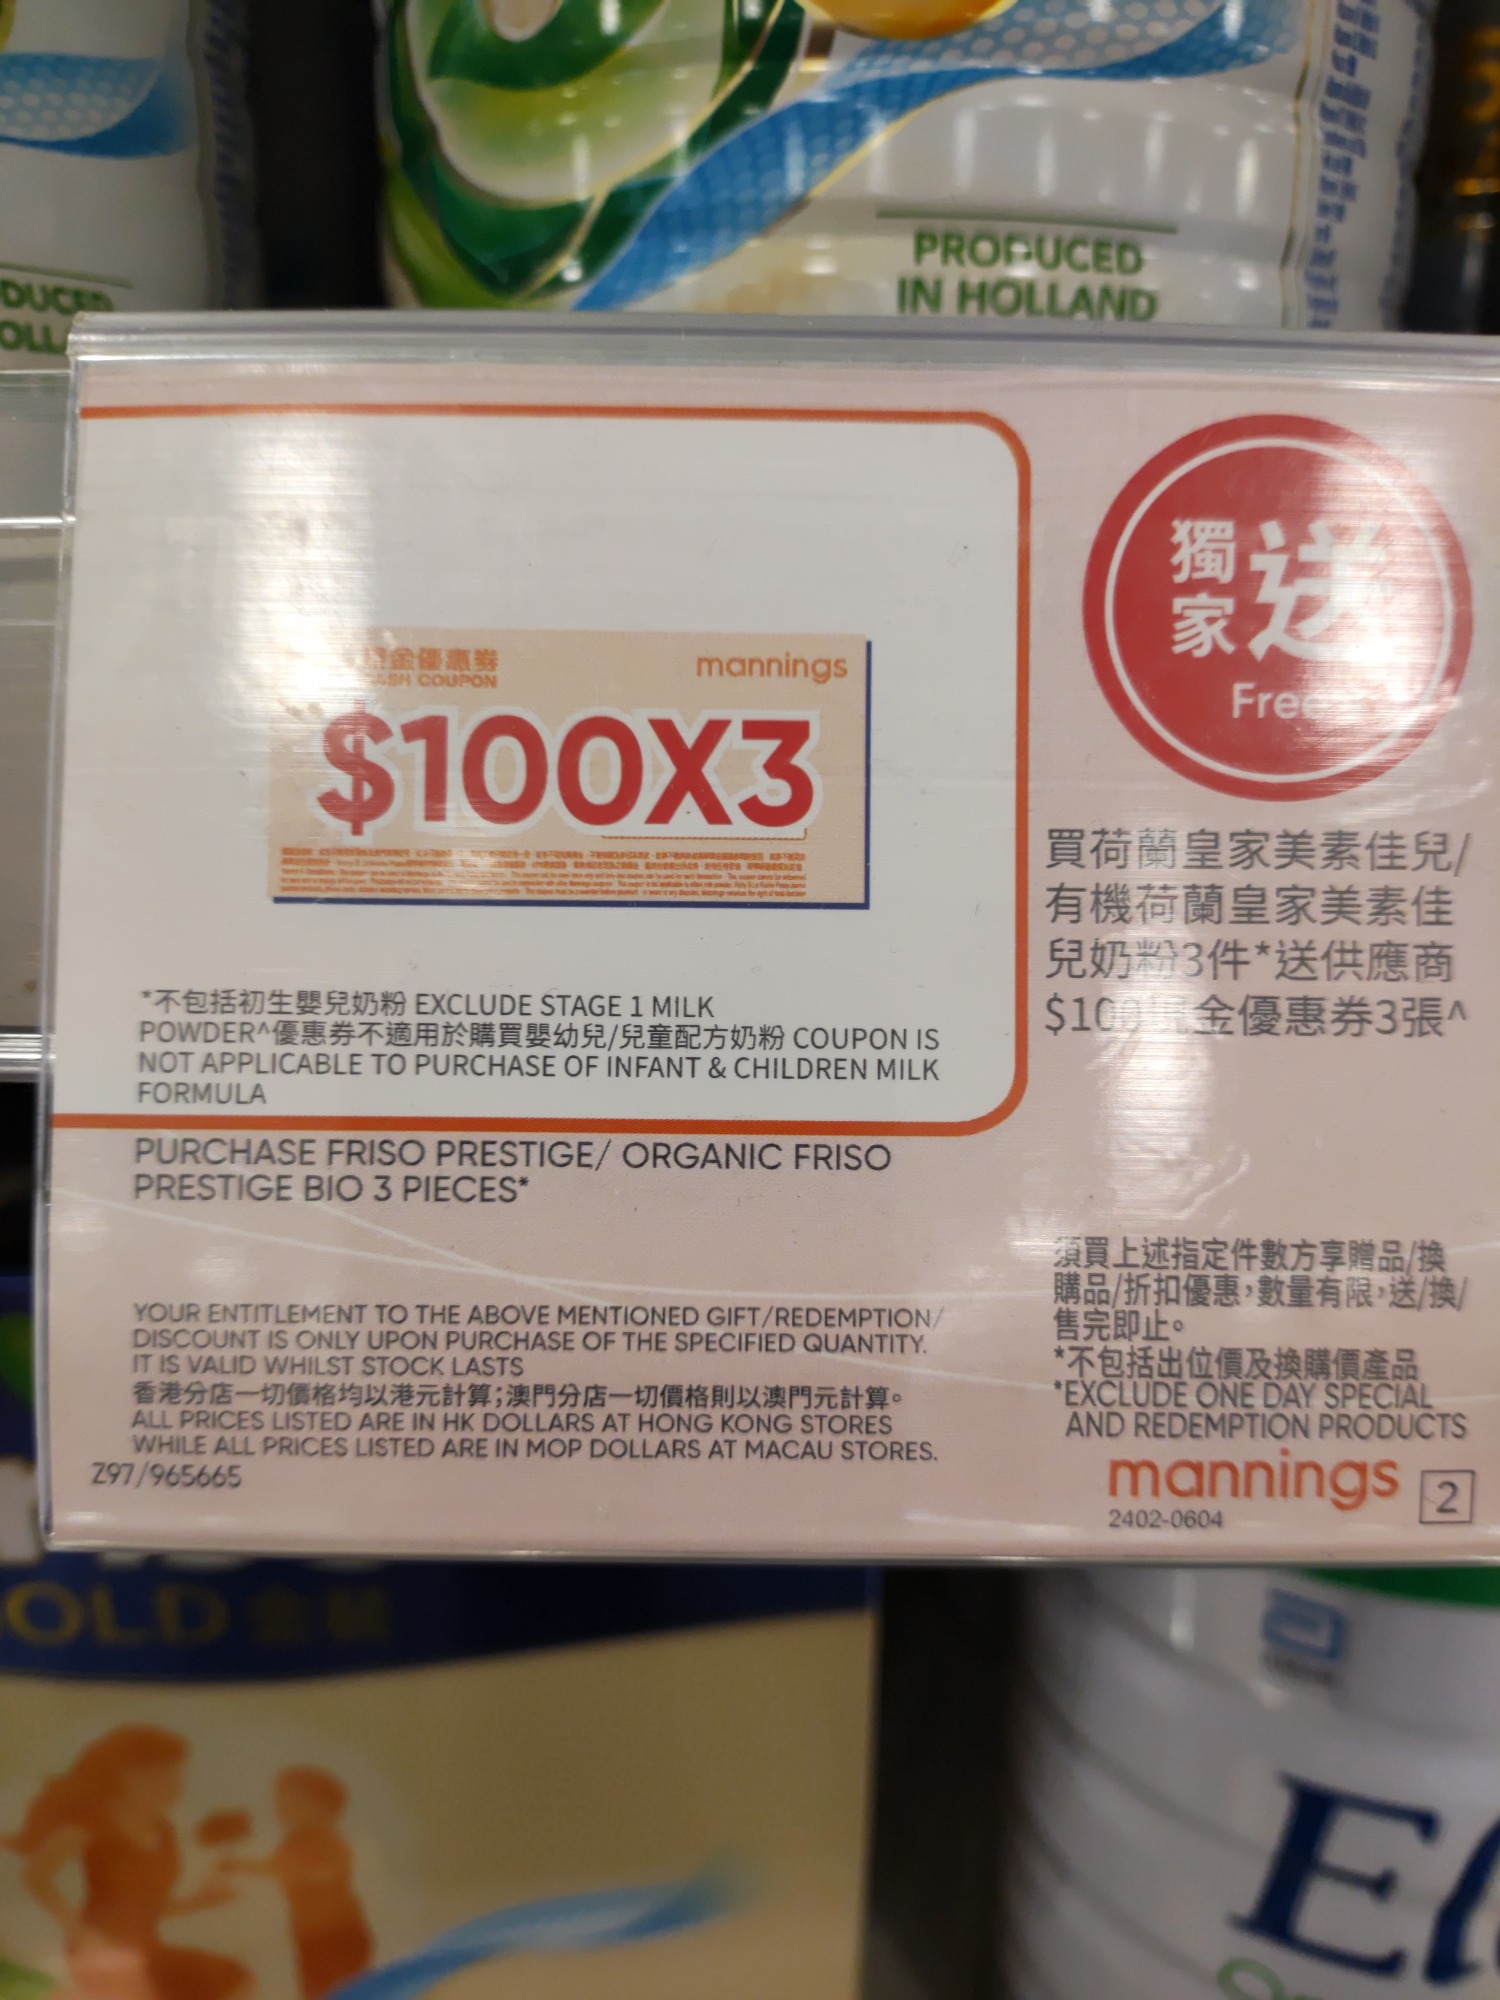 PRODUCED
IN HOLLAND
獨家
送
Free
金優惠券
COUPON
mannings
$100X3
買荷蘭皇家美素佳兒/
有機荷蘭皇家美素佳
兒奶粉3件*送供應商
$100 金優惠券3張^
*不包括初生嬰兒奶粉 EXCLUDE STAGE 1 MILK
POWDER^優惠券不適用於購買嬰幼兒/兒童配方奶粉 COUPON IS
NOT APPLICABLE TO PURCHASE OF INFANT & CHILDREN MILK
FORMULA
PURCHASE FRISO PRESTIGE/ ORGANIC FRISO
PRESTIGE BIO 3 PIECES*
YOUR ENTITLEMENT TO THE ABOVE MENTIONED GIFT/REDEMPTION/
DISCOUNT IS ONLY UPON PURCHASE OF THE SPECIFIED QUANTITY.
IT IS VALID WHILST STOCK LASTS
香港分店一切價格均以港元計算;澳門分店一切價格則以澳門元計算。
ALL PRICES LISTED ARE IN HK DOLLARS AT HONG KONG STORES
WHILE ALL PRICES LISTED ARE IN MOP DOLLARS AT MACAU STORES.
Z97/965665
須買上述指定件數方享贈品/換
購品/折扣優惠,數量有限,送/換/
售完即止。
*不包括出位價及換購價產品
*EXCLUDE ONE DAY SPECIAL
AND REDEMPTION PRODUCTS
mannings 2
2402-0604
OLD